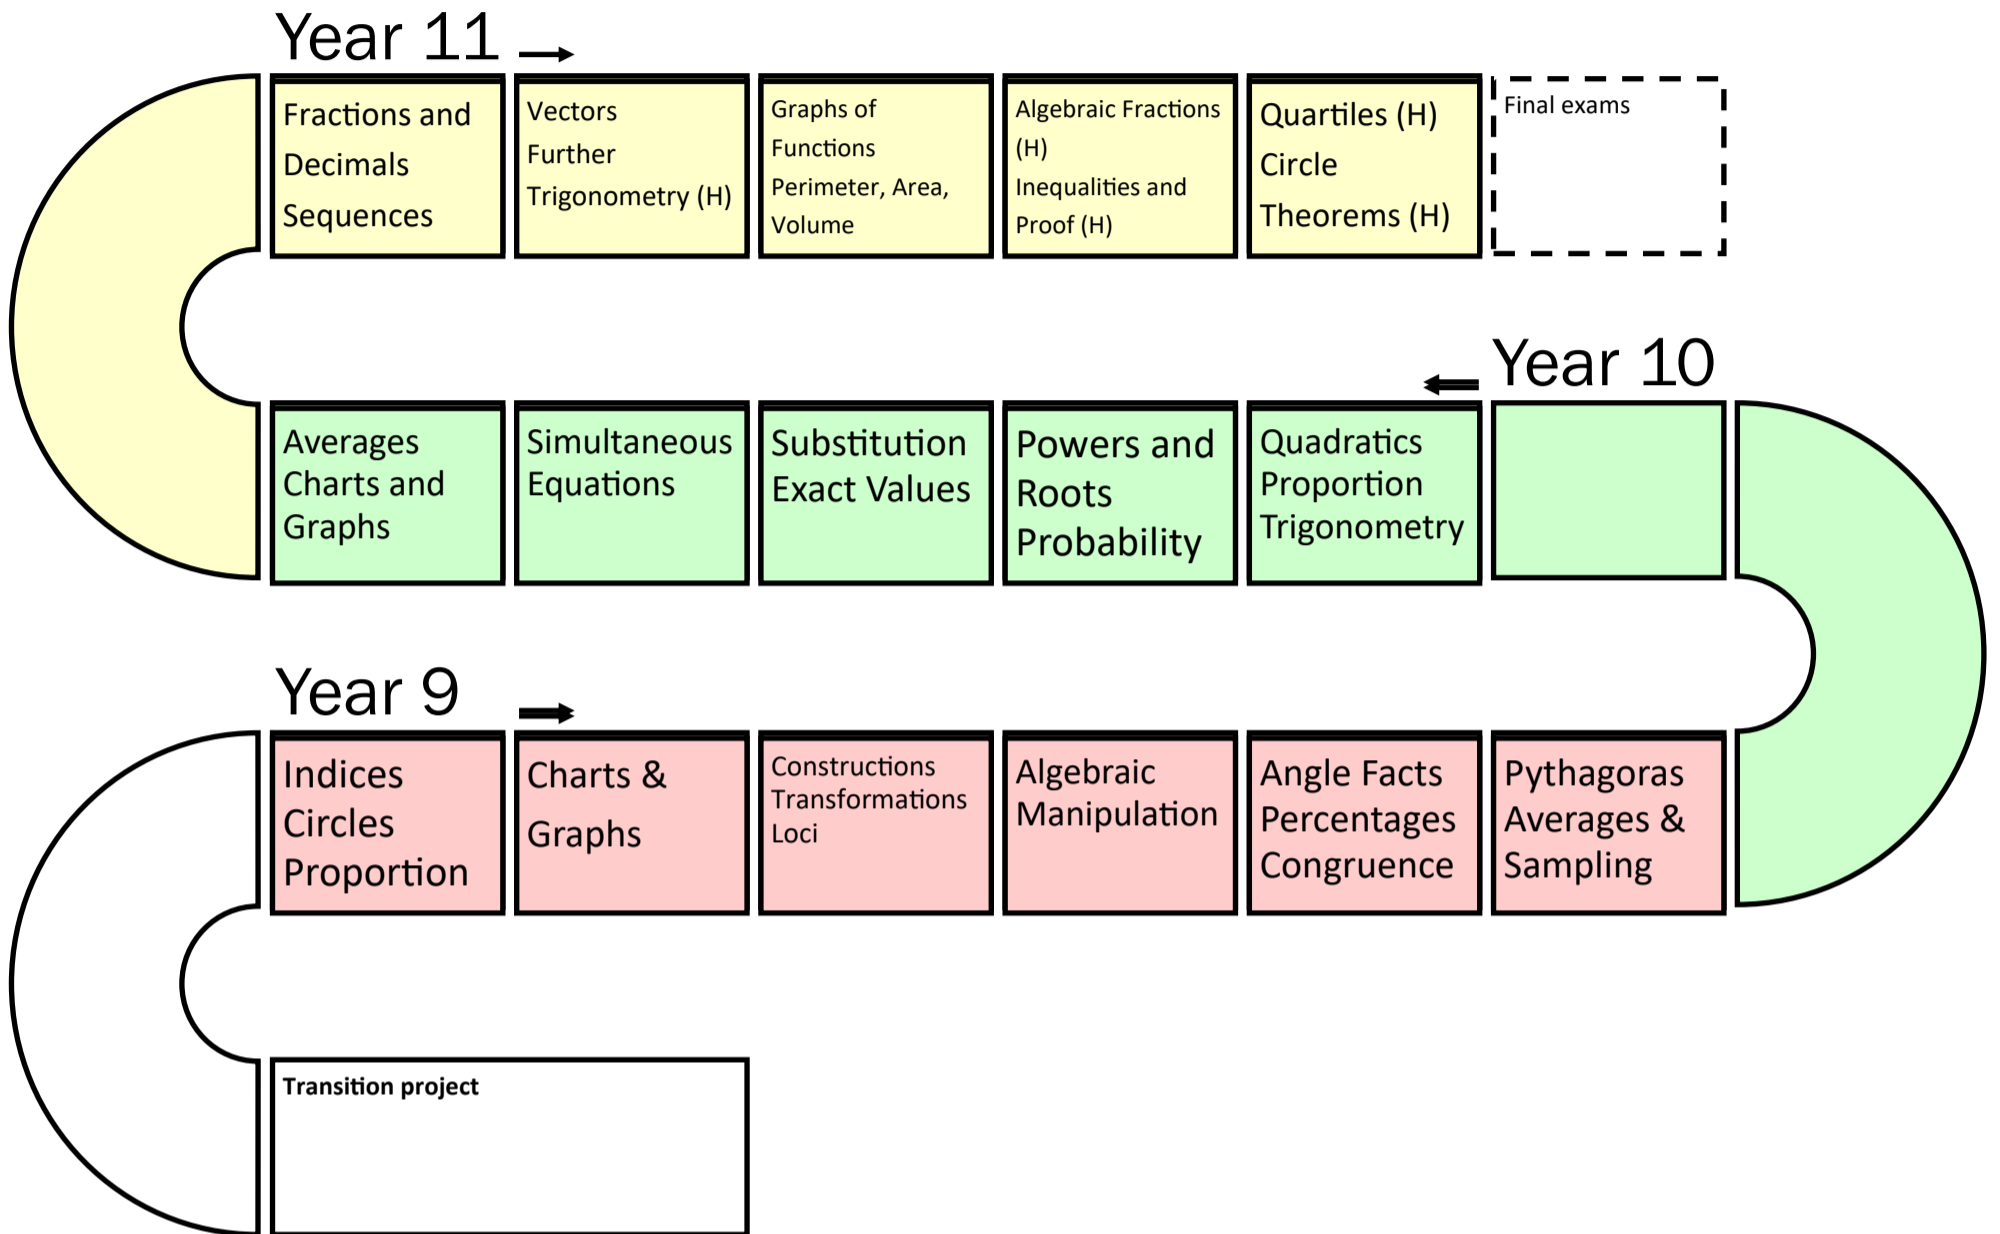 Year 11
Fractions and
Decimals
Sequences
Vectors
Further
Trigonometry (H)
Graphs of
Functions
Perimeter, Area,
Volume
Algebraic Fractions
(H)
Inequalities and
Proof (H)
Quartiles (H)
Circle
Theorems (H)
Final exams
Year 10
Averages
Charts and
Graphs
Simultaneous
Equations
Substitution
Exact Values
Powers and
Roots
Probability
Quadratics
Proportion
Trigonometry
Year 9
Indices
Circles
Proportion
Charts &
Graphs
Constructions
Transformations
Loci
Algebraic
Manipulation
Angle Facts
Percentages
Congruence
Pythagoras
Averages &
Sampling
Transition project